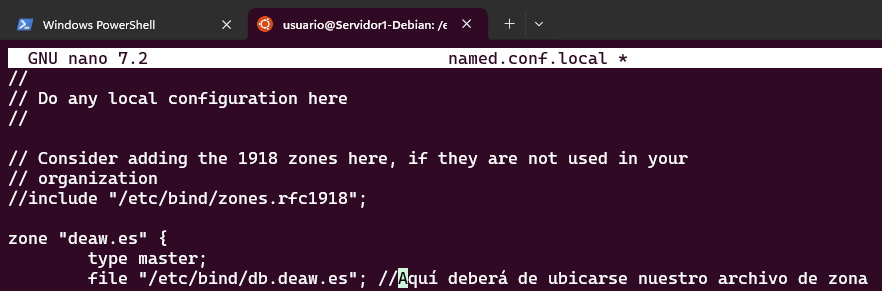 Windows PowerShell
usuario@Servidor1-Debian: /e
GNU nano 7.2 named.conf.local *
//
// Do any local configuration here
//
// Consider adding the 1918 zones here, if they are not used in your
// organization
//include "/etc/bind/zones.rfc1918";
zone "deaw.es" {
type master;
file "/etc/bind/db.deaw.es"; //Aquí deberá de ubicarse nuestro archivo de zona